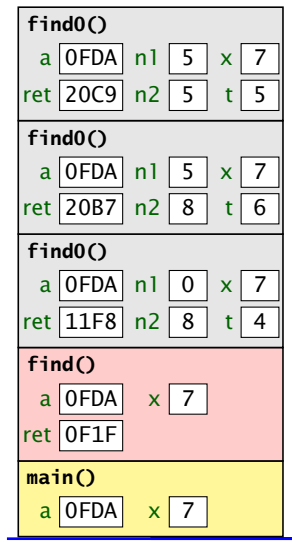 find0()
a 0FDA n1 5 x 7
ret 20C9 n2 5 t 5
find0()
a 0FDA n1 5 x 7
ret 20B7 n2 8 t 6
find0()
a 0FDA n1 0 x 7
ret 11F8 n2 8 t 4
find()
a 0FDA x 7
ret 0F1F
main()
a 0FDA x 7